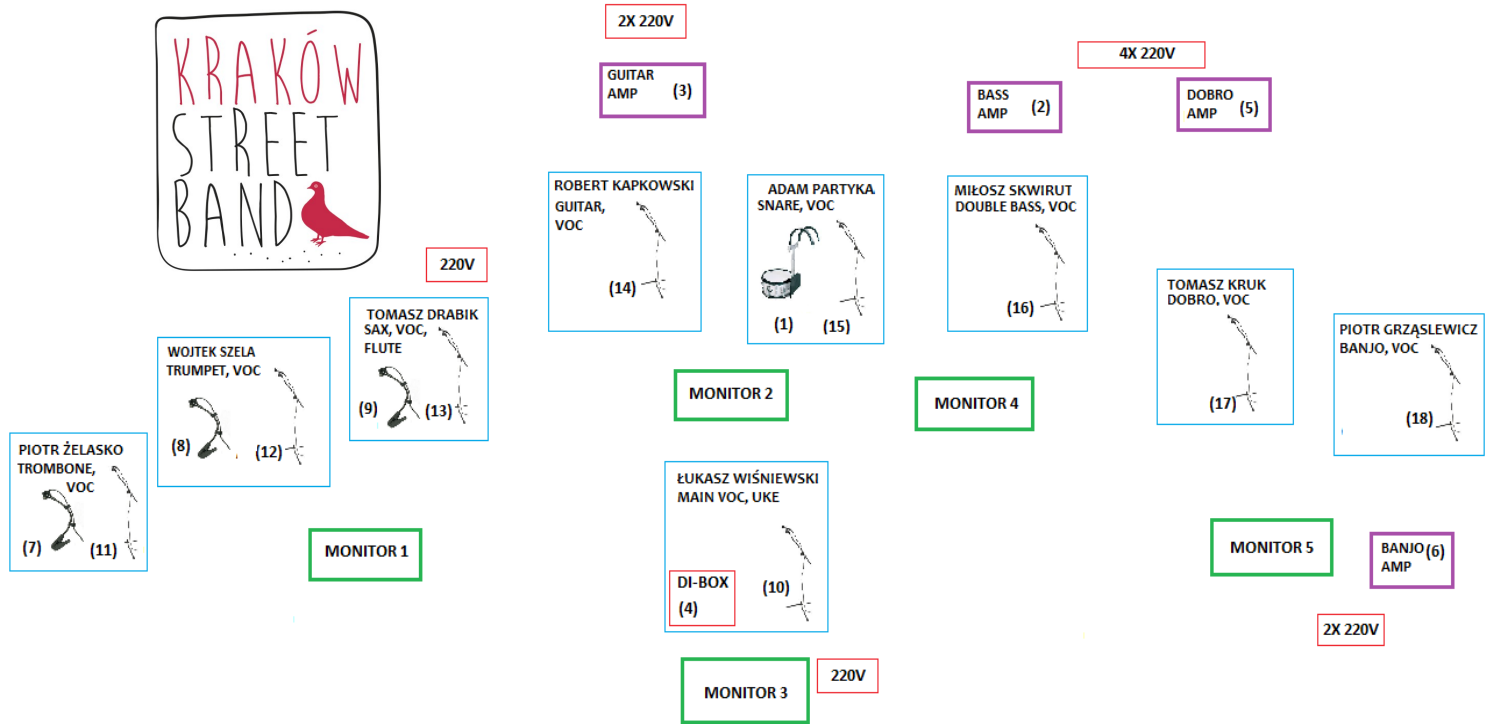 KRAKÓW
STREET
BAND
2X 220V
GUITAR
AMP (3)
4X 220V
BASS
AMP (2)
DOBRO
AMP (5)
220V
ROBERT KAPKOWSKI
GUITAR,
VOC
(14)
ADAM PARTYKA
SNARE, VOC
(1) (15)
MIŁOSZ SKWIRUT
DOUBLE BASS, VOC
(16)
TOMASZ KRUK
DOBRO, VOC
(17)
PIOTR GRZĄSLEWICZ
BANJO, VOC
(18)
TOMASZ DRABIK
SAX, VOC,
FLUTE
(9) (13)
WOJTEK SZELA
TRUMPET, VOC
(8) (12)
PIOTR ŻELASKO
TROMBONE,
VOC
(7) (11)
MONITOR 2
MONITOR 4
ŁUKASZ WIŚNIEWSKI
MAIN VOC, UKE
DI-BOX
(4)
(10)
MONITOR 1
MONITOR 5
BANJO (6)
AMP
2X 220V
MONITOR 3
220V